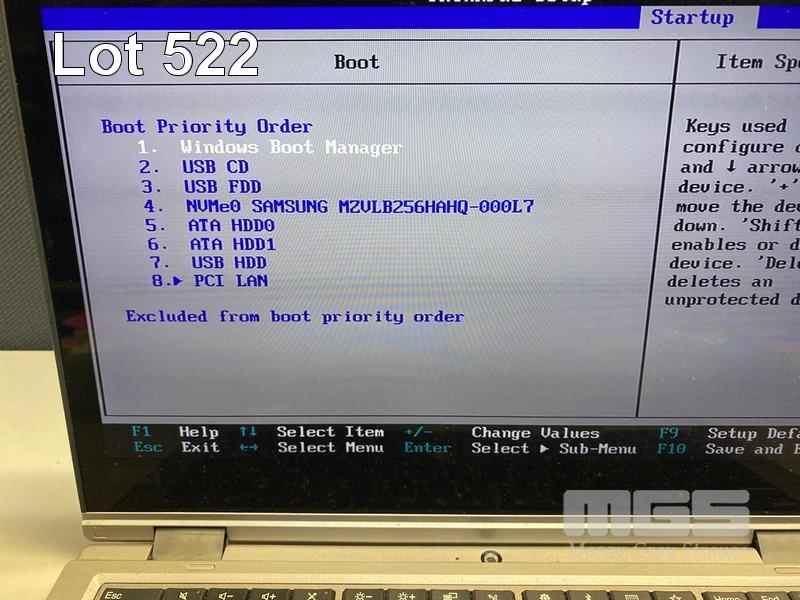 Startup
Lot 522
Boot
Boot Priority Order
1. Windows Boot Manager
2. USB CD
3. USB FDD
4. NVMe0 SAMSUNG MZVLB256HAHQ-000L7
5. ATA HDD0
6. ATA HDD1
7. USB HDD
8.▶ PCI LAN
Excluded from boot priority order
Item
Keys used
configure
and ↓ arrow
device. '+'
move the
down. 'Shift
enables or
device.
deletes an
unprotected
F1 Help ↑↓ Select Item +/- Change Values F9 Setup
Esc Exit ←→ Select Menu Enter Select ▶ Sub-Menu F10 Save and
MGS
Esc
Home End